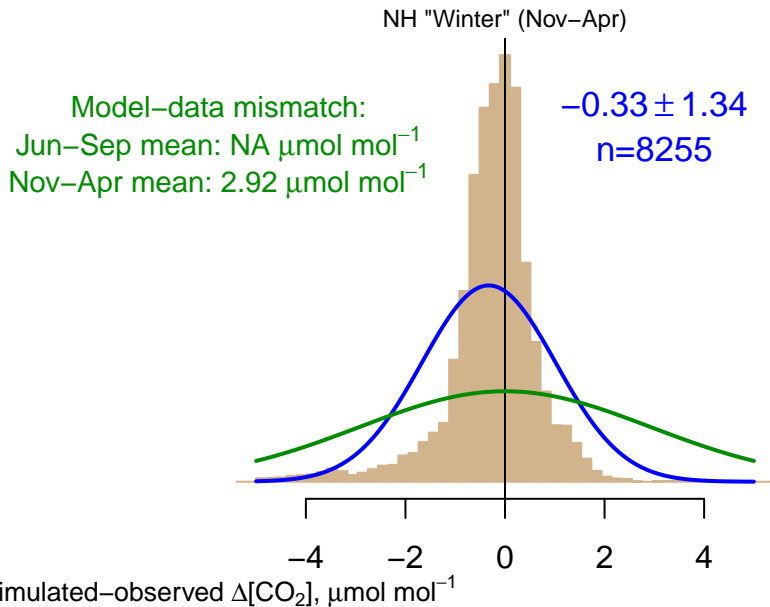 NH "Winter" (Nov−Apr)
Model−data mismatch:
Jun−Sep mean: NA μmol mol⁻¹
Nov−Apr mean: 2.92 μmol mol⁻¹
−0.33 ± 1.34
n=8255
−4 −2 0 2 4
imulated−observed Δ[CO₂], μmol mol⁻¹